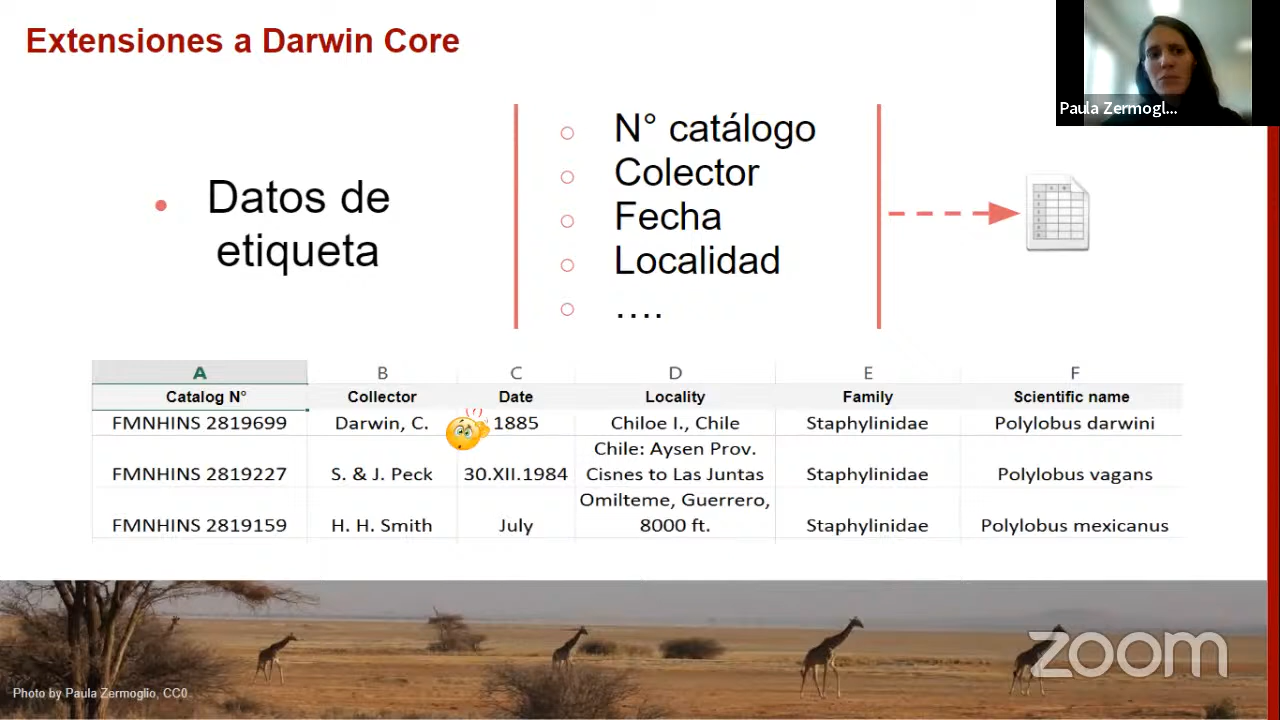 Extensiones a Darwin Core
Paula Zermogl...
Datos de
etiqueta
N° catálogo
Colector
Fecha
Localidad
....
A B C D E F
Catalog N° Collector Date Locality Family Scientific name
FMNHINS 2819699 Darwin, C. 1885 Chiloe I., Chile Staphylinidae Polylobus darwini
Chile: Aysen Prov.
FMNHINS 2819227 S. & J. Peck 30.XII.1984 Cisnes to Las Juntas Staphylinidae Polylobus vagans
Omilteme, Guerrero,
FMNHINS 2819159 H. H. Smith July 8000 ft. Staphylinidae Polylobus mexicanus
zoom
Photo by Paula Zermoglio, CC0